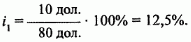 i₁ = 10 дол. / 80 дол. · 100% = 12,5%.